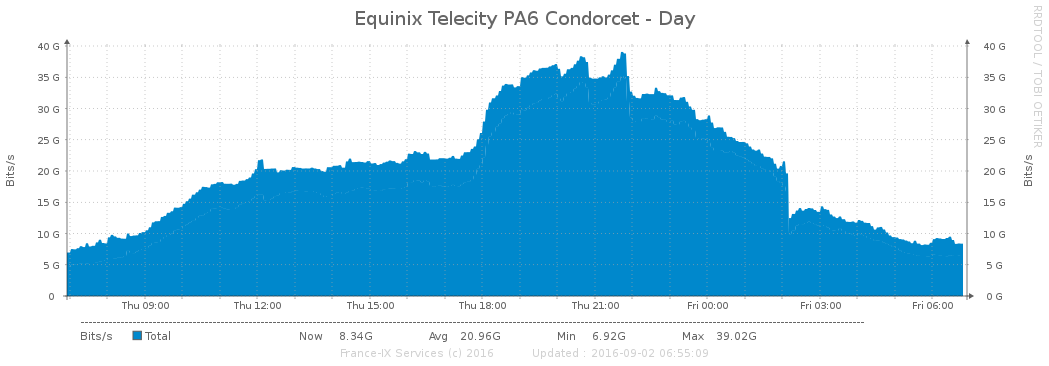 Equinix Telecity PA6 Condorcet - Day
RRDTOOL / TOBI OETIKER
Bits/s
40 G
35 G
30 G
25 G
20 G
15 G
10 G
5 G
0
40 G
35 G
30 G
25 G
20 G
15 G
10 G
5 G
0 G
Bits/s
Thu 09:00 Thu 12:00 Thu 15:00 Thu 18:00 Thu 21:00 Fri 00:00 Fri 03:00 Fri 06:00
Bits/s Total Now 8.34G Avg 20.96G Min 6.92G Max 39.02G
France-IX Services (c) 2016 Updated : 2016-09-02 06:55:09